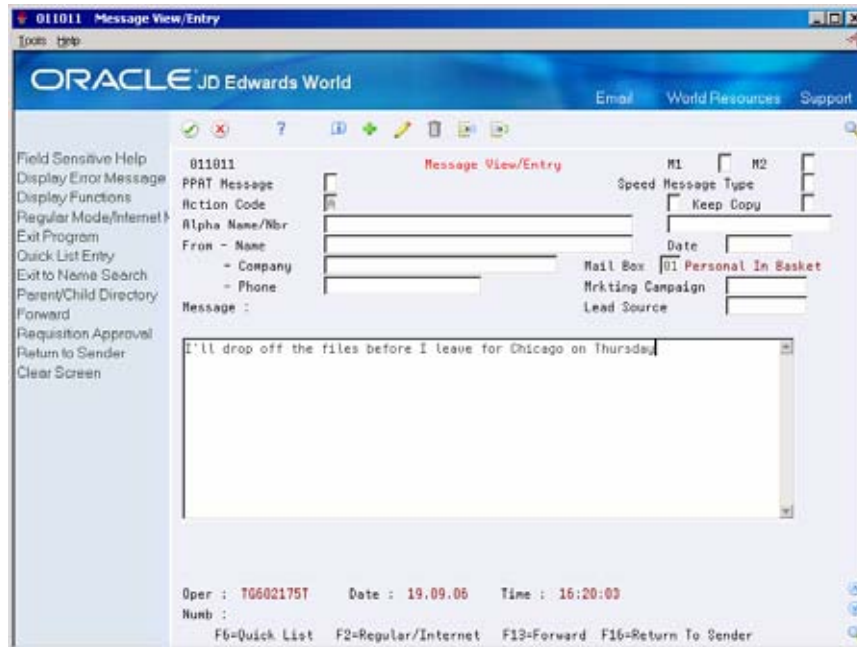 011011 Message View/Entry
Tools Help
ORACLE JD Edwards World
Email World Resources Support
Field Sensitive Help
Display Error Message
Display Functions
Regular Mode/Internet M
Exit Program
Quick List Entry
Exit to Name Search
Parent/Child Directory
Forward
Requisition Approval
Return to Sender
Clear Screen
011011 Message View/Entry M1 M2
PPAT Message Speed Message Type
Action Code A Keep Copy
Alpha Name/Nbr
From - Name Date
- Company Mail Box 01 Personal In Basket
- Phone Mrkting Campaign
Message : Lead Source
I'll drop off the files before I leave for Chicago on Thursday
Oper : TG602175T Date : 19.09.06 Time : 16:20:03
Numb :
F6=Quick List F2=Regular/Internet F13=Forward F16=Return To Sender